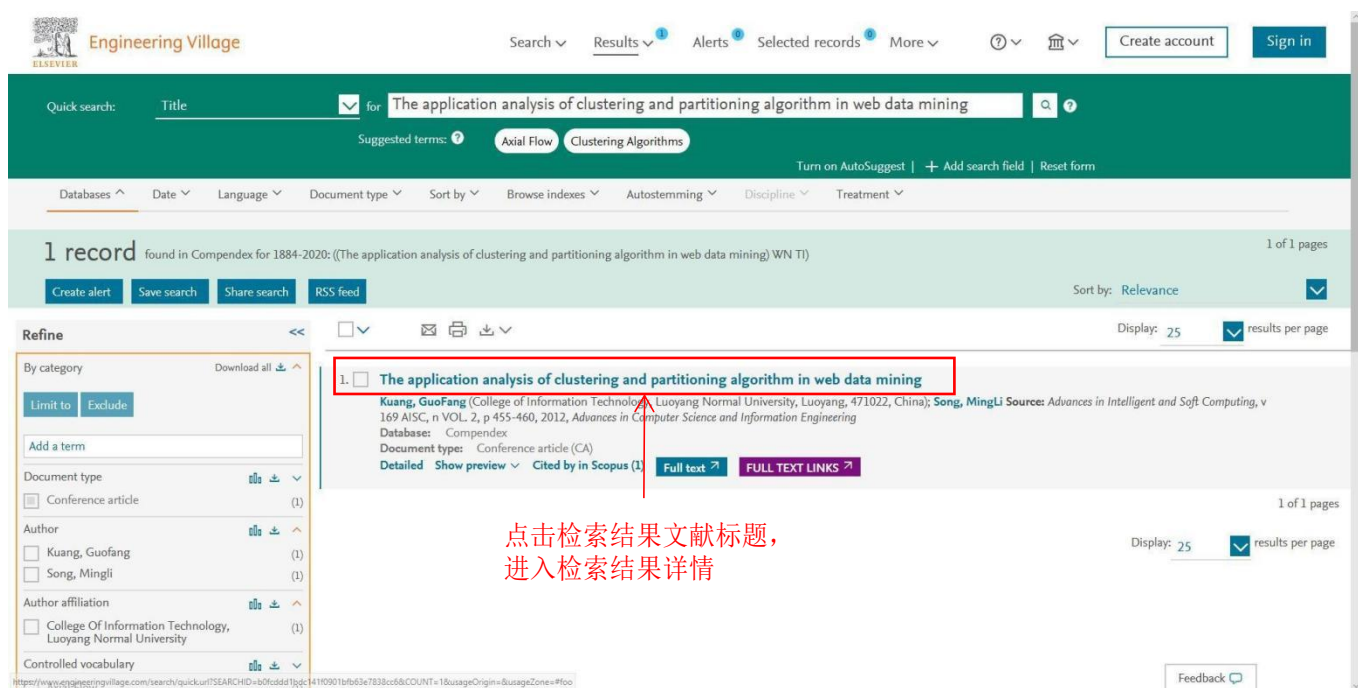 Engineering Village
ELSEVIER
Search Results 1 Alerts 0 Selected records 0 More Create account Sign in
Quick search: Title for The application analysis of clustering and partitioning algorithm in web data mining
Suggested terms: Axial Flow Clustering Algorithms
Turn on AutoSuggest | + Add search field | Reset form
Databases Date Language Document type Sort by Browse indexes Autostemming Discipline Treatment
1 record found in Compendex for 1884-2020: ((The application analysis of clustering and partitioning algorithm in web data mining) WN TI) 1 of 1 pages
Create alert Save search Share search RSS feed Sort by: Relevance
Refine << Display: 25 results per page
By category Download all
Limit to Exclude
Add a term
Document type
Conference article (1)
Author
Kuang, Guofang (1)
Song, Mingli (1)
Author affiliation
College Of Information Technology, (1)
Luoyang Normal University
Controlled vocabulary
1. The application analysis of clustering and partitioning algorithm in web data mining
Kuang, GuoFang (College of Information Technology, Luoyang Normal University, Luoyang, 471022, China); Song, MingLi Source: Advances in Intelligent and Soft Computing, v
169 AISC, n VOL. 2, p 455-460, 2012, Advances in Computer Science and Information Engineering
Database: Compendex
Document type: Conference article (CA)
Detailed Show preview Cited by in Scopus (1) Full text FULL TEXT LINKS
1 of 1 pages
Display: 25 results per page
点击检索结果文献标题，
进入检索结果详情
Feedback